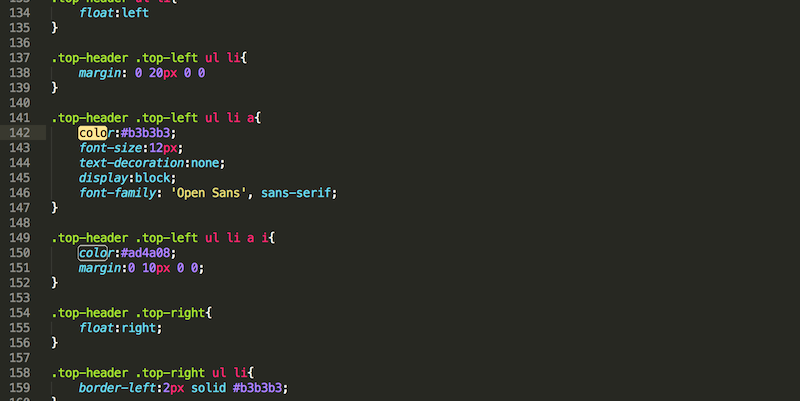 .top-header ul li{
134 float:left
135 }
136
137 .top-header .top-left ul li{
138 margin: 0 20px 0 0
139 }
140
141 .top-header .top-left ul li a{
142 color:#b3b3b3;
143 font-size:12px;
144 text-decoration:none;
145 display:block;
146 font-family: 'Open Sans', sans-serif;
147 }
148
149 .top-header .top-left ul li a i{
150 color:#ad4a08;
151 margin:0 10px 0 0;
152 }
153
154 .top-header .top-right{
155 float:right;
156 }
157
158 .top-header .top-right ul li{
159 border-left:2px solid #b3b3b3;